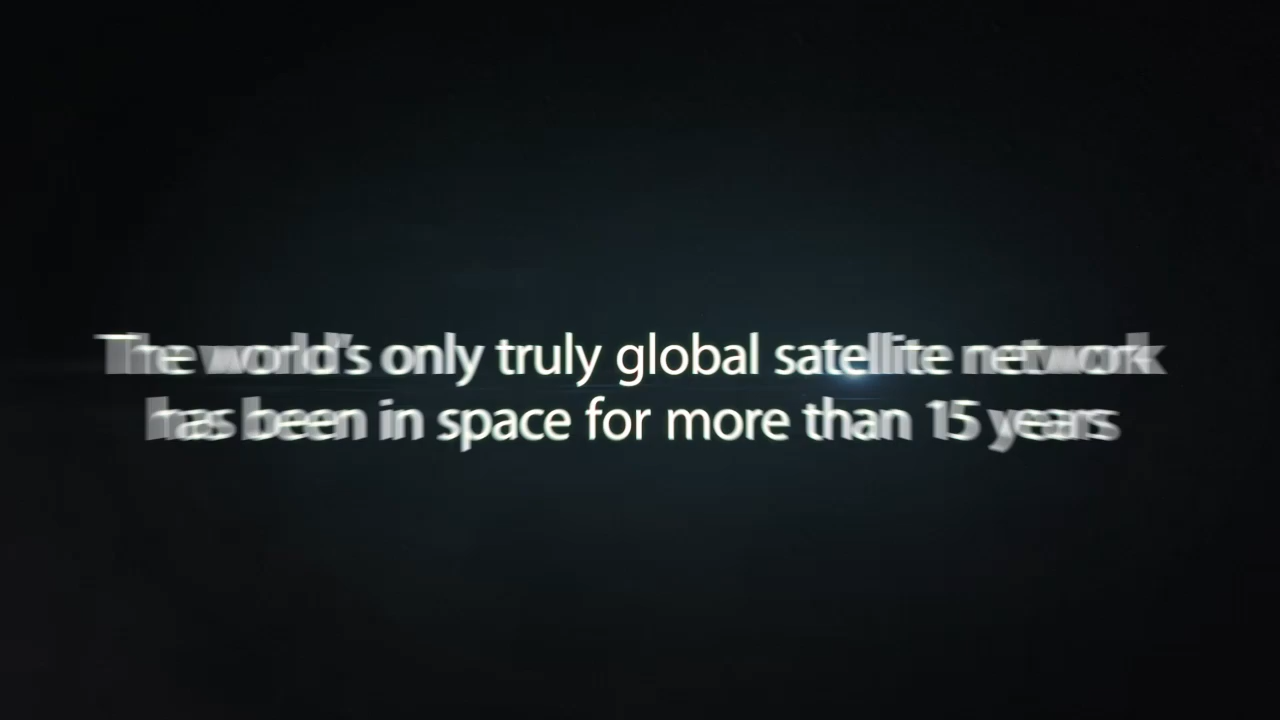 The world's only truly global satellite network
has been in space for more than 15 years